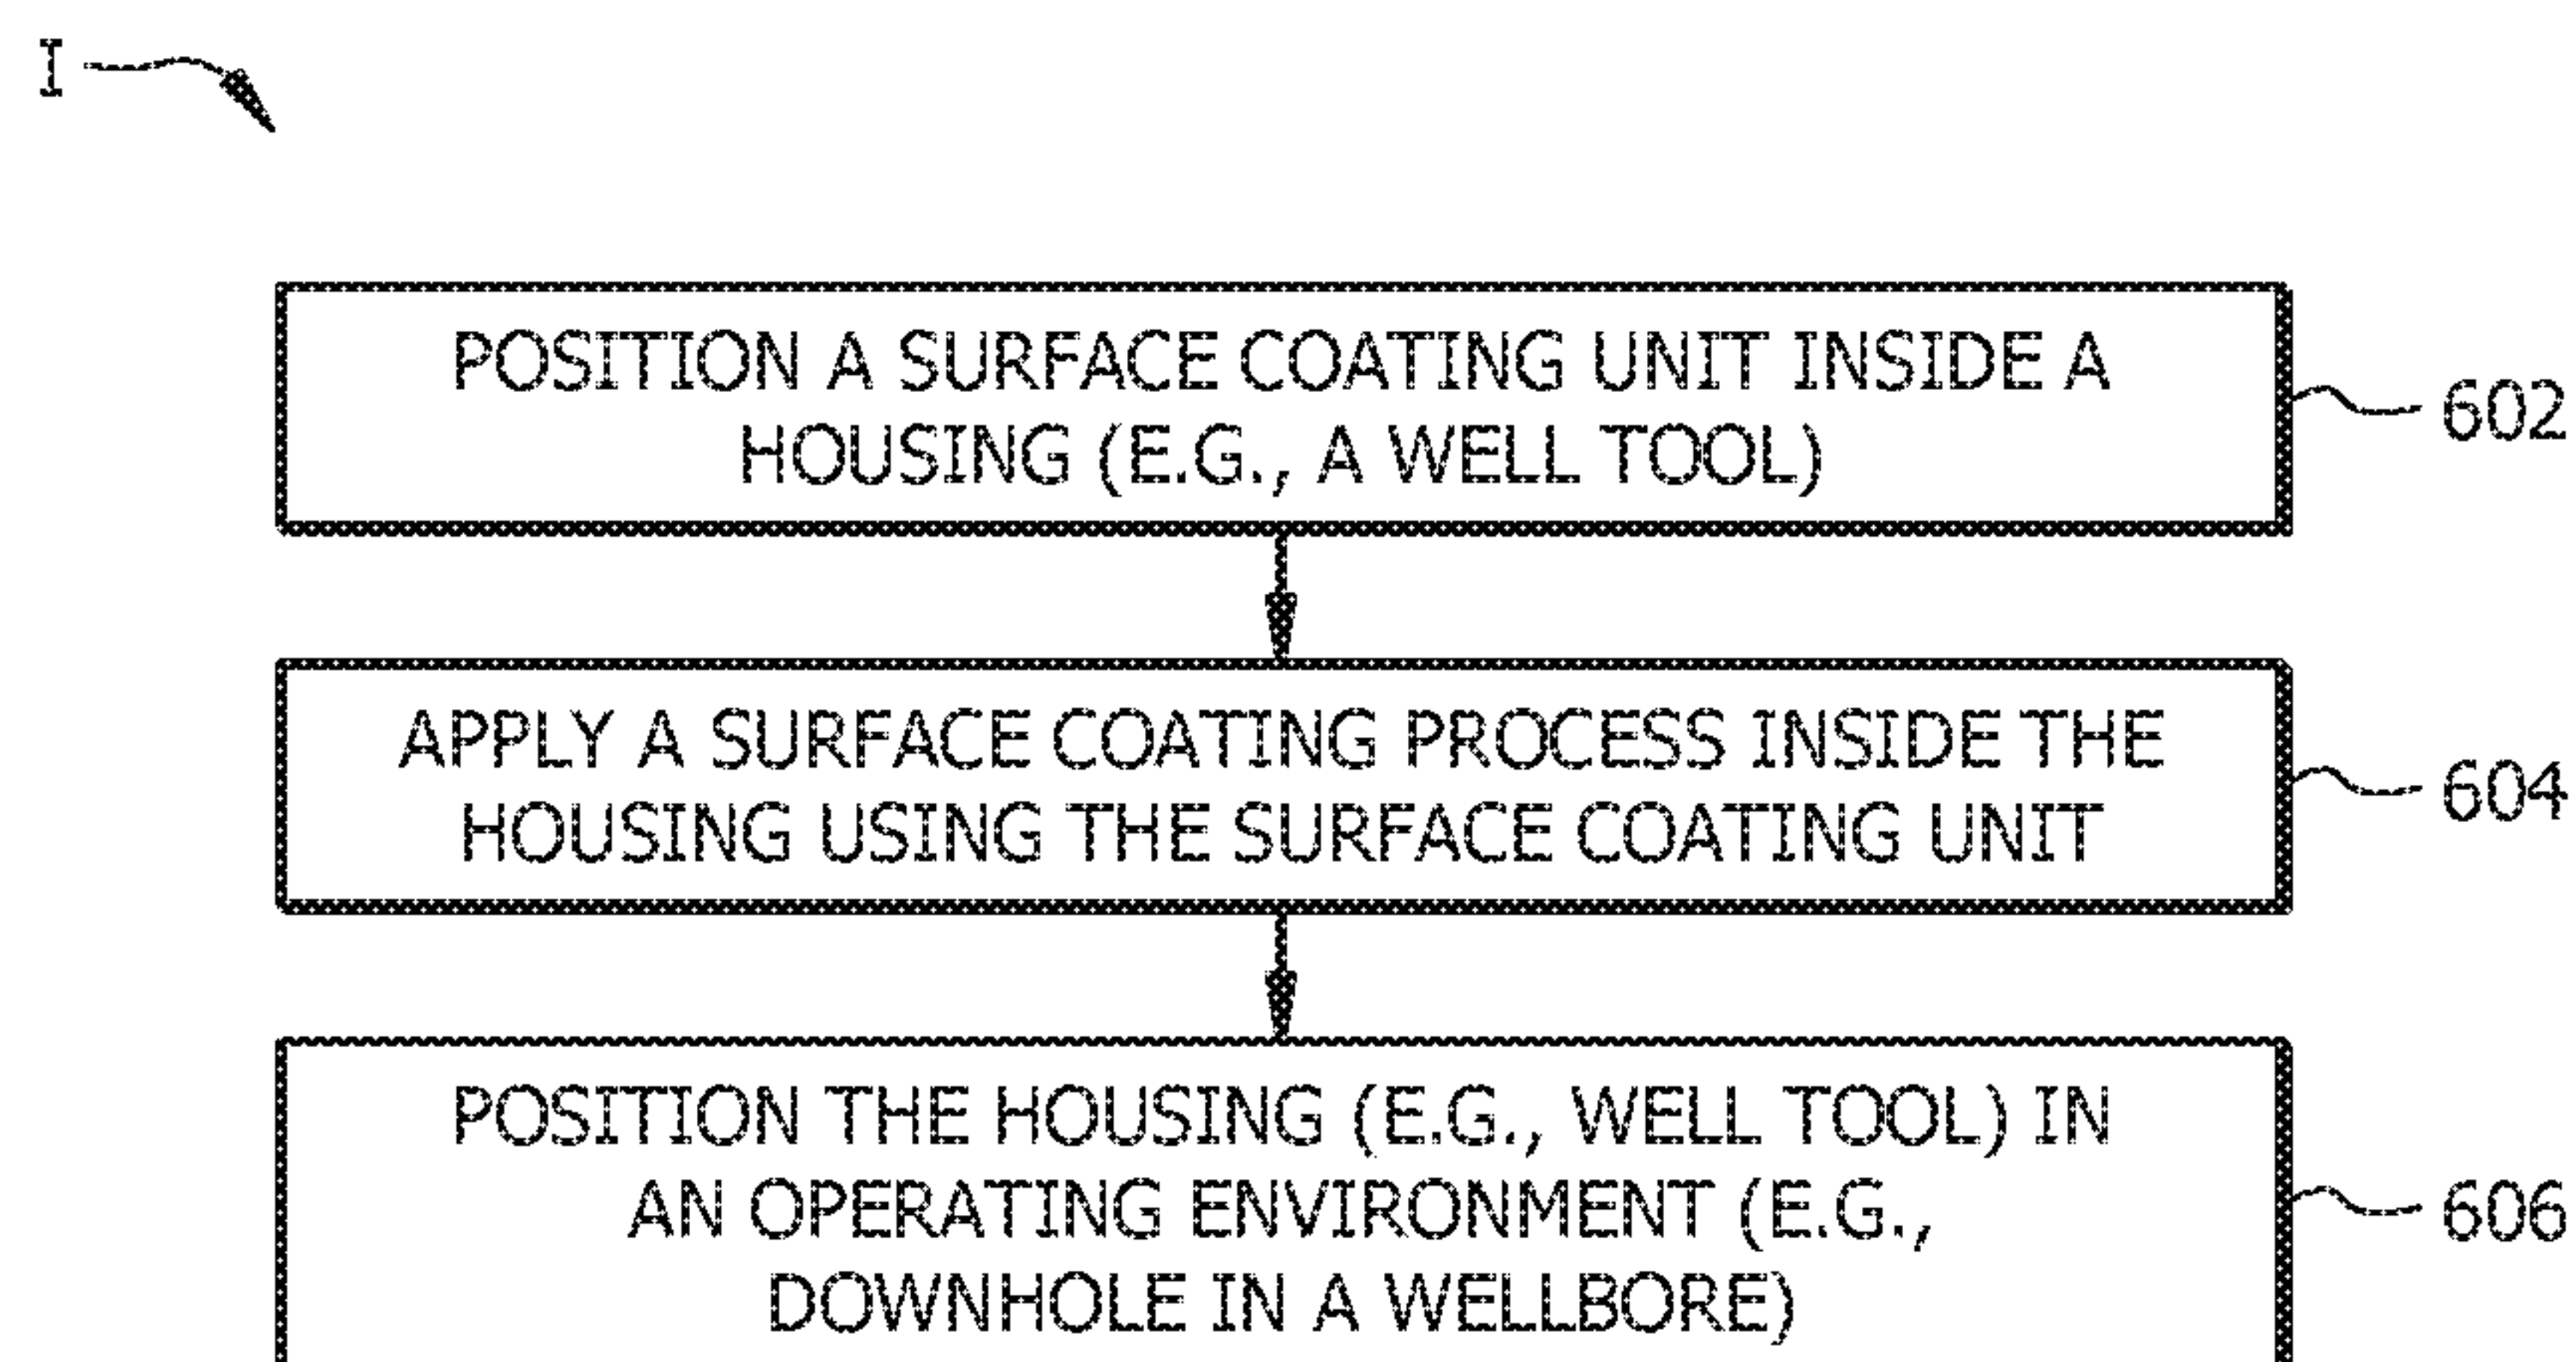 I
POSITION A SURFACE COATING UNIT INSIDE A
HOUSING (E.G., A WELL TOOL)
602
APPLY A SURFACE COATING PROCESS INSIDE THE
HOUSING USING THE SURFACE COATING UNIT
604
POSITION THE HOUSING (E.G., WELL TOOL) IN
AN OPERATING ENVIRONMENT (E.G.,
DOWNHOLE IN A WELLBORE)
606